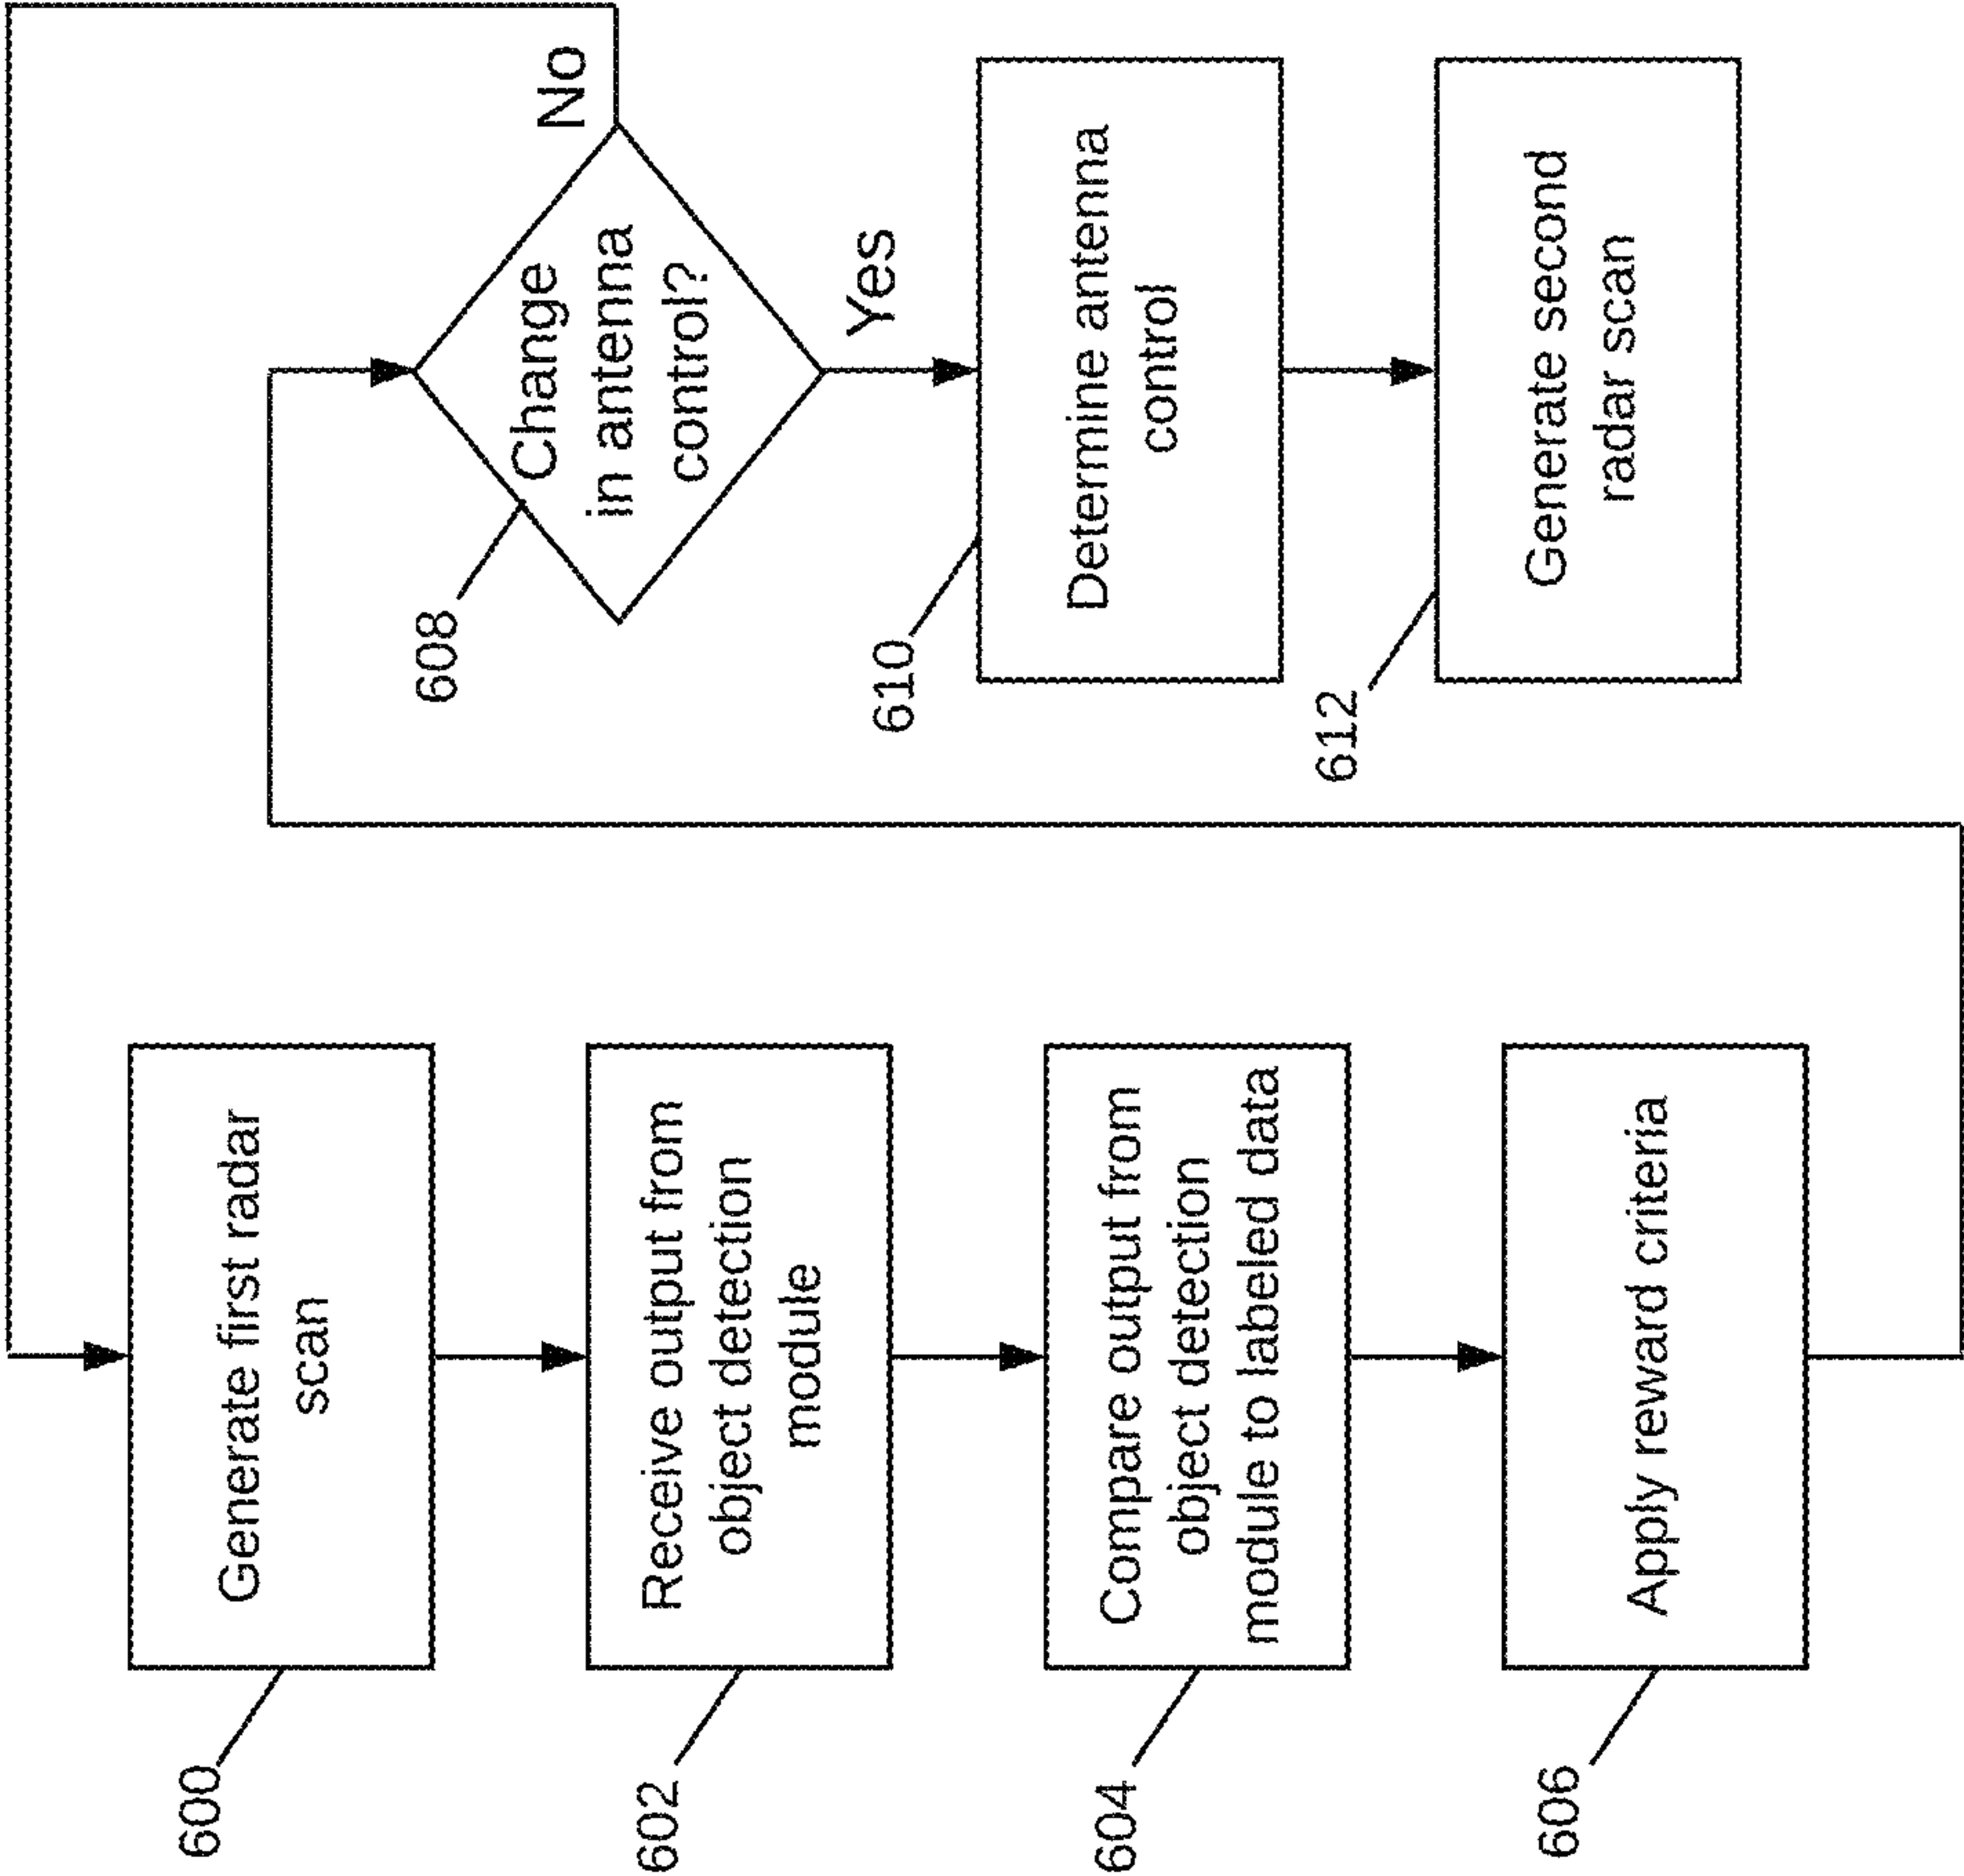 600
Generate first radar
scan
602
Receive output from
object detection
module
604
Compare output from
object detection
module to labeled data
606
Apply reward criteria
608
Change
in antenna
control?
No
Yes
610
Determine antenna
control
612
Generate second
radar scan